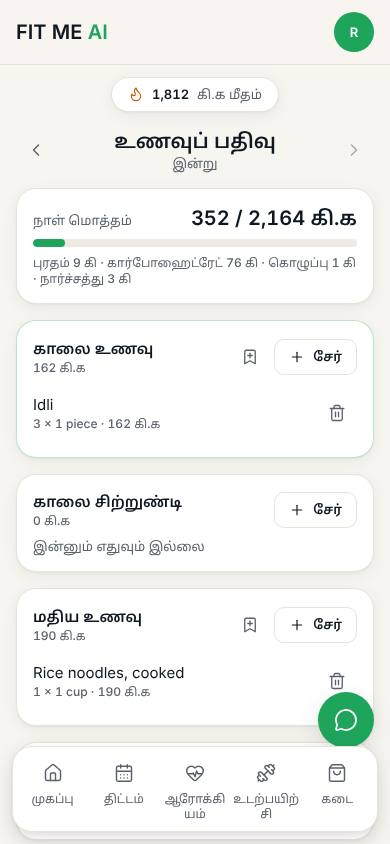 FIT ME AI
R
1,812 கி.க மீதம்
உணவுப் பதிவு
இன்று
நாள் மொத்தம்
352 / 2,164 கி.க
புரதம் 9 கி · கார்போஹைட்ரேட் 76 கி · கொழுப்பு 1 கி
· நார்ச்சத்து 3 கி
காலை உணவு
162 கி.க
சேர்
Idli
3 × 1 piece · 162 கி.க
காலை சிற்றுண்டி
0 கி.க
சேர்
இன்னும் எதுவும் இல்லை
மதிய உணவு
190 கி.க
சேர்
Rice noodles, cooked
1 × 1 cup · 190 கி.க
முகப்பு
திட்டம்
ஆரோக்கி
யம்
உடற்பயிற்
சி
கடை